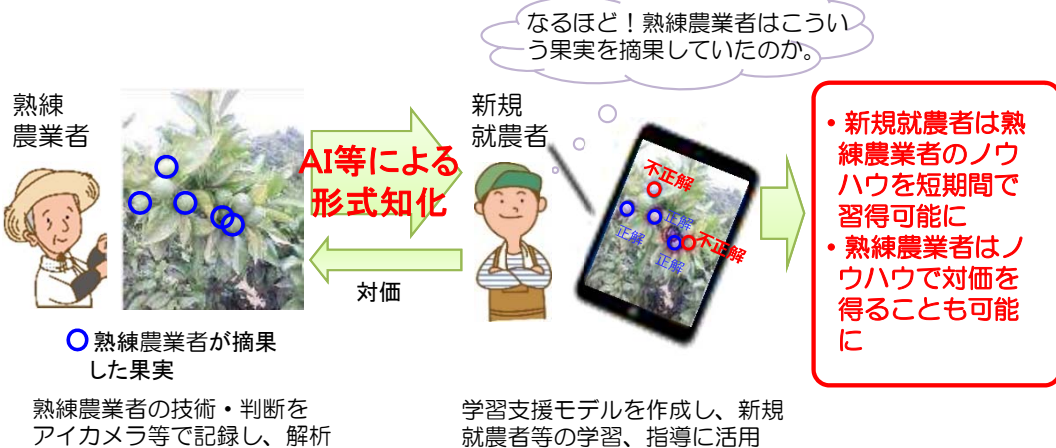 なるほど！熟練農業者はこうい
う果実を摘果していたのか。
熟練
農業者
AI等による
形式知化
新規
就農者
対価
不正解
正解
正解
不正解
正解
・新規就農者は熟
練農業者のノウ
ハウを短期間で
習得可能に
・熟練農業者はノ
ウハウで対価を
得ることも可能
に
熟練農業者が摘果
した果実
熟練農業者の技術・判断を
アイカメラ等で記録し、解析
学習支援モデルを作成し、新規
就農者等の学習、指導に活用